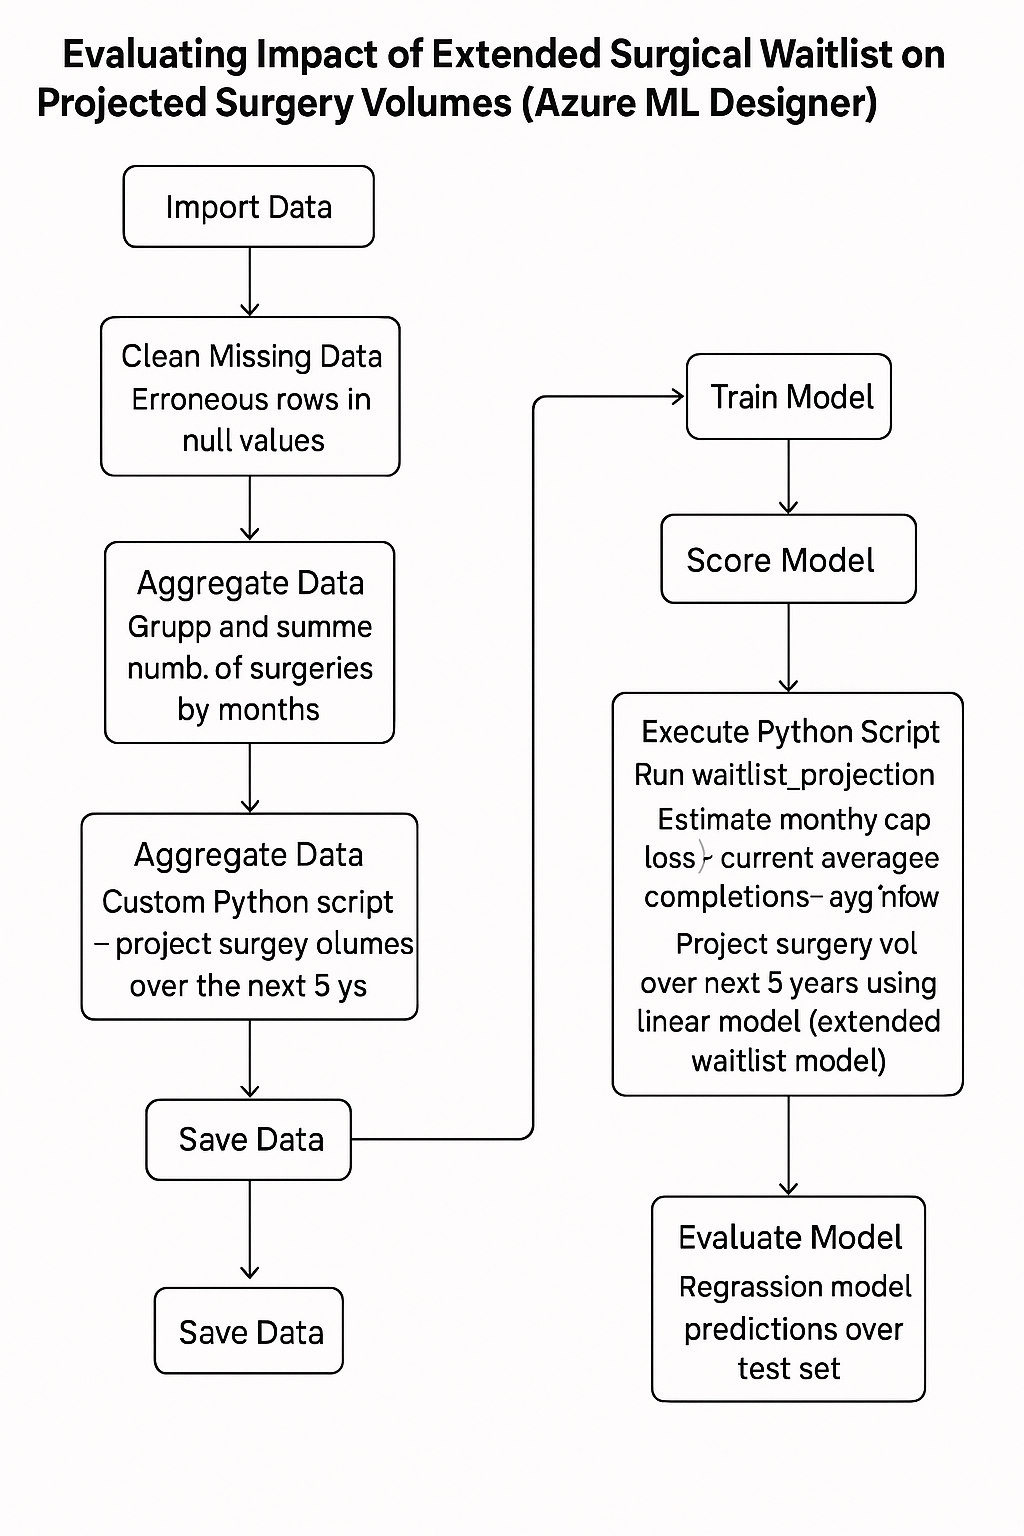 Evaluating Impact of Extended Surgical Waitlist on
Projected Surgery Volumes (Azure ML Designer)
Import Data
Clean Missing Data
Erroneous rows in
null values
Aggregate Data
Grupp and summe
numb. of surgeries
by months
Aggregate Data
Custom Python script
– project surgey olumes
over the next 5 ys
Save Data
Save Data
Train Model
Score Model
Execute Python Script
Run waitlist_projection
Estimate monthy cap
loss current averagee
completions– ayg
Project surgery vol
over next 5 years using
linear model (extended
waitlist model)
Evaluate Model
Regrassion model
predictions over
test set